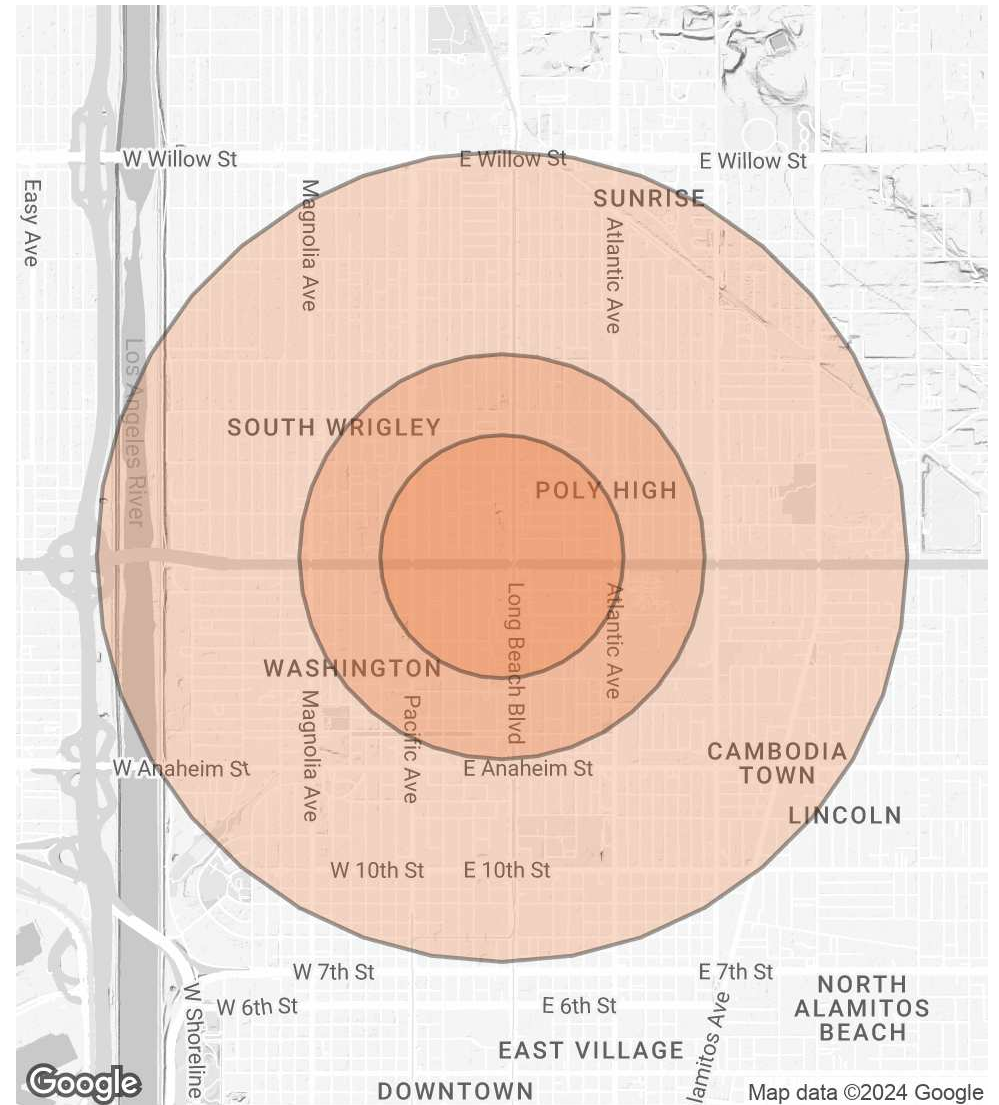 W Willow St
E Willow St
E Willow St
Easy Ave
Magnolia Ave
SUNRISE
Atlantic Ave
Los Angeles River
SOUTH WRIGLEY
POLY HIGH
Long Beach Blvd
Atlantic Ave
WASHINGTON
Magnolia Ave
Pacific Ave
CAMBODIA
TOWN
W Anaheim St
E Anaheim St
LINCOLN
W 10th St
E 10th St
W 7th St
E 7th St
W Shoreline
W 6th St
E 6th St
lamitos Ave
NORTH
ALAMITOS
BEACH
EAST VILLAGE
DOWNTOWN
Google
Map data ©2024 Google